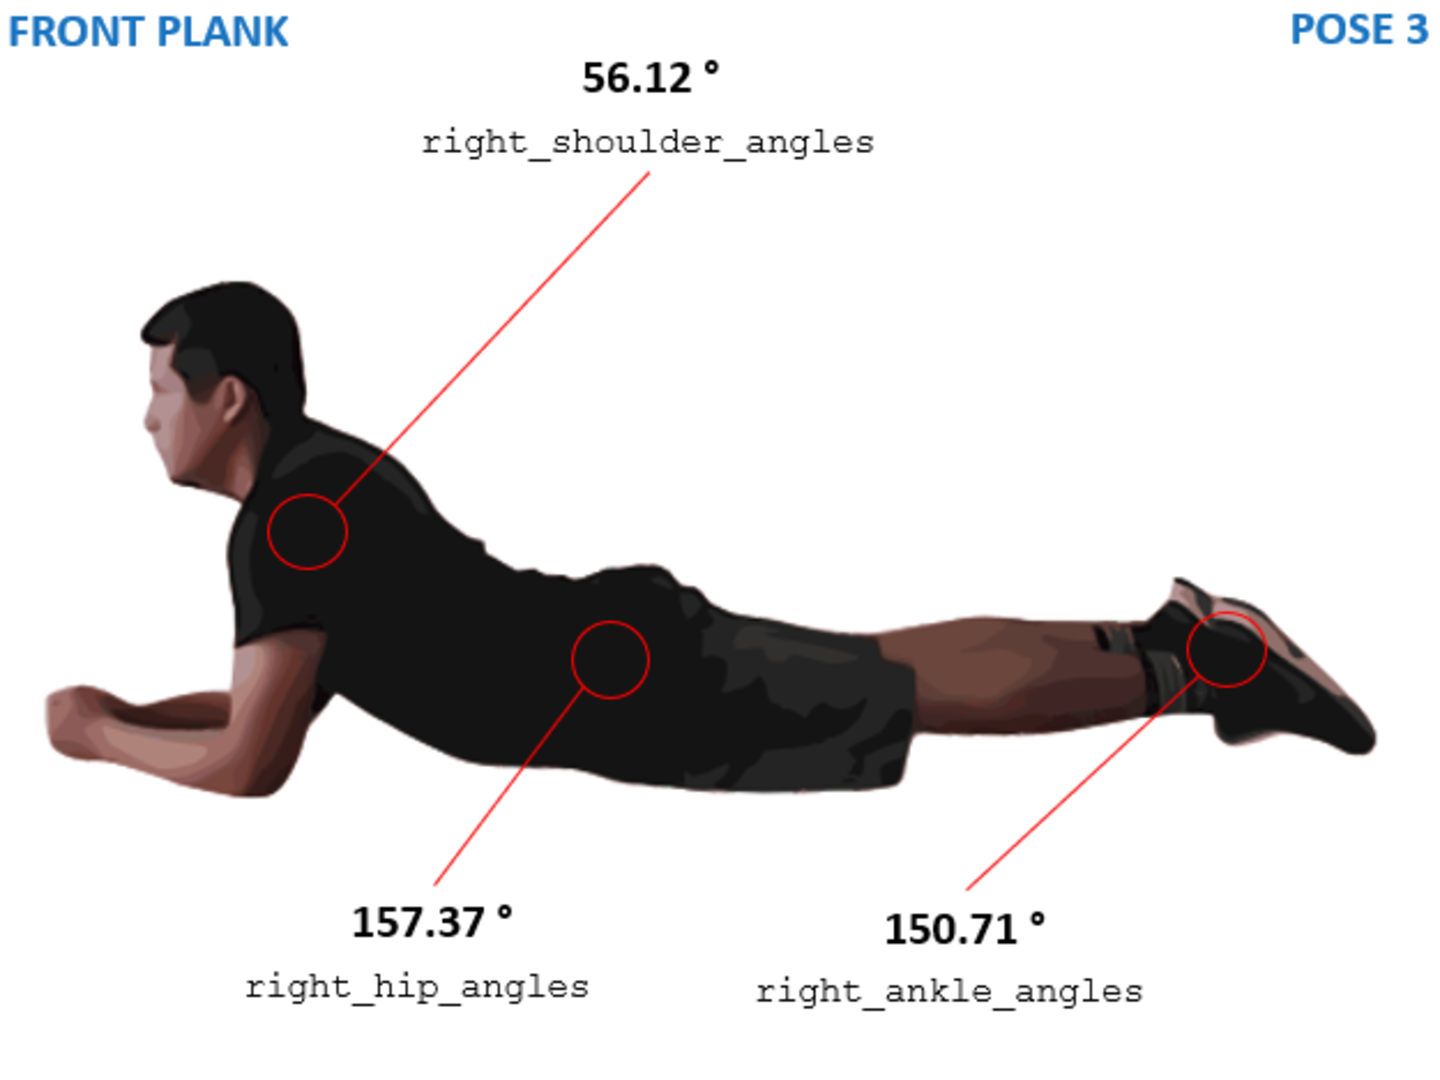 FRONT PLANK
POSE 3
56.12 °
right_shoulder_angles
157.37 °
right_hip_angles
150.71 °
right_ankle_angles